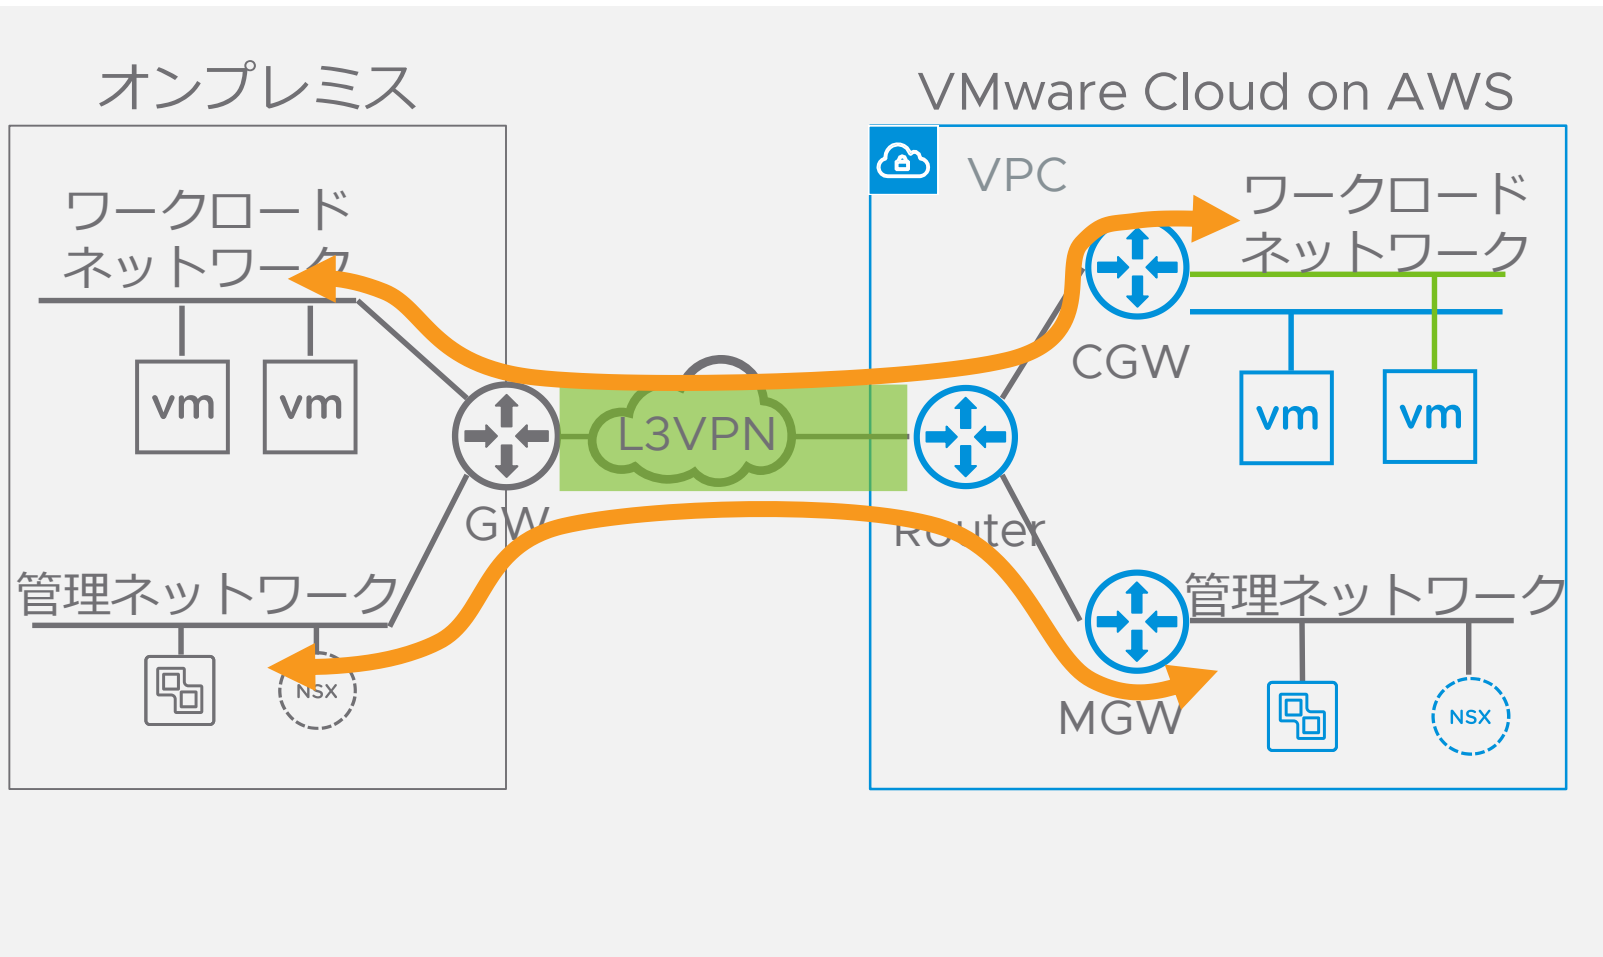 オンプレミス
VMware Cloud on AWS
VPC
ワークロード
ネットワーク
ワークロード
ネットワーク
vm
vm
CGW
vm
vm
L3VPN
GW
Router
管理ネットワーク
管理ネットワーク
NSX
MGW
NSX